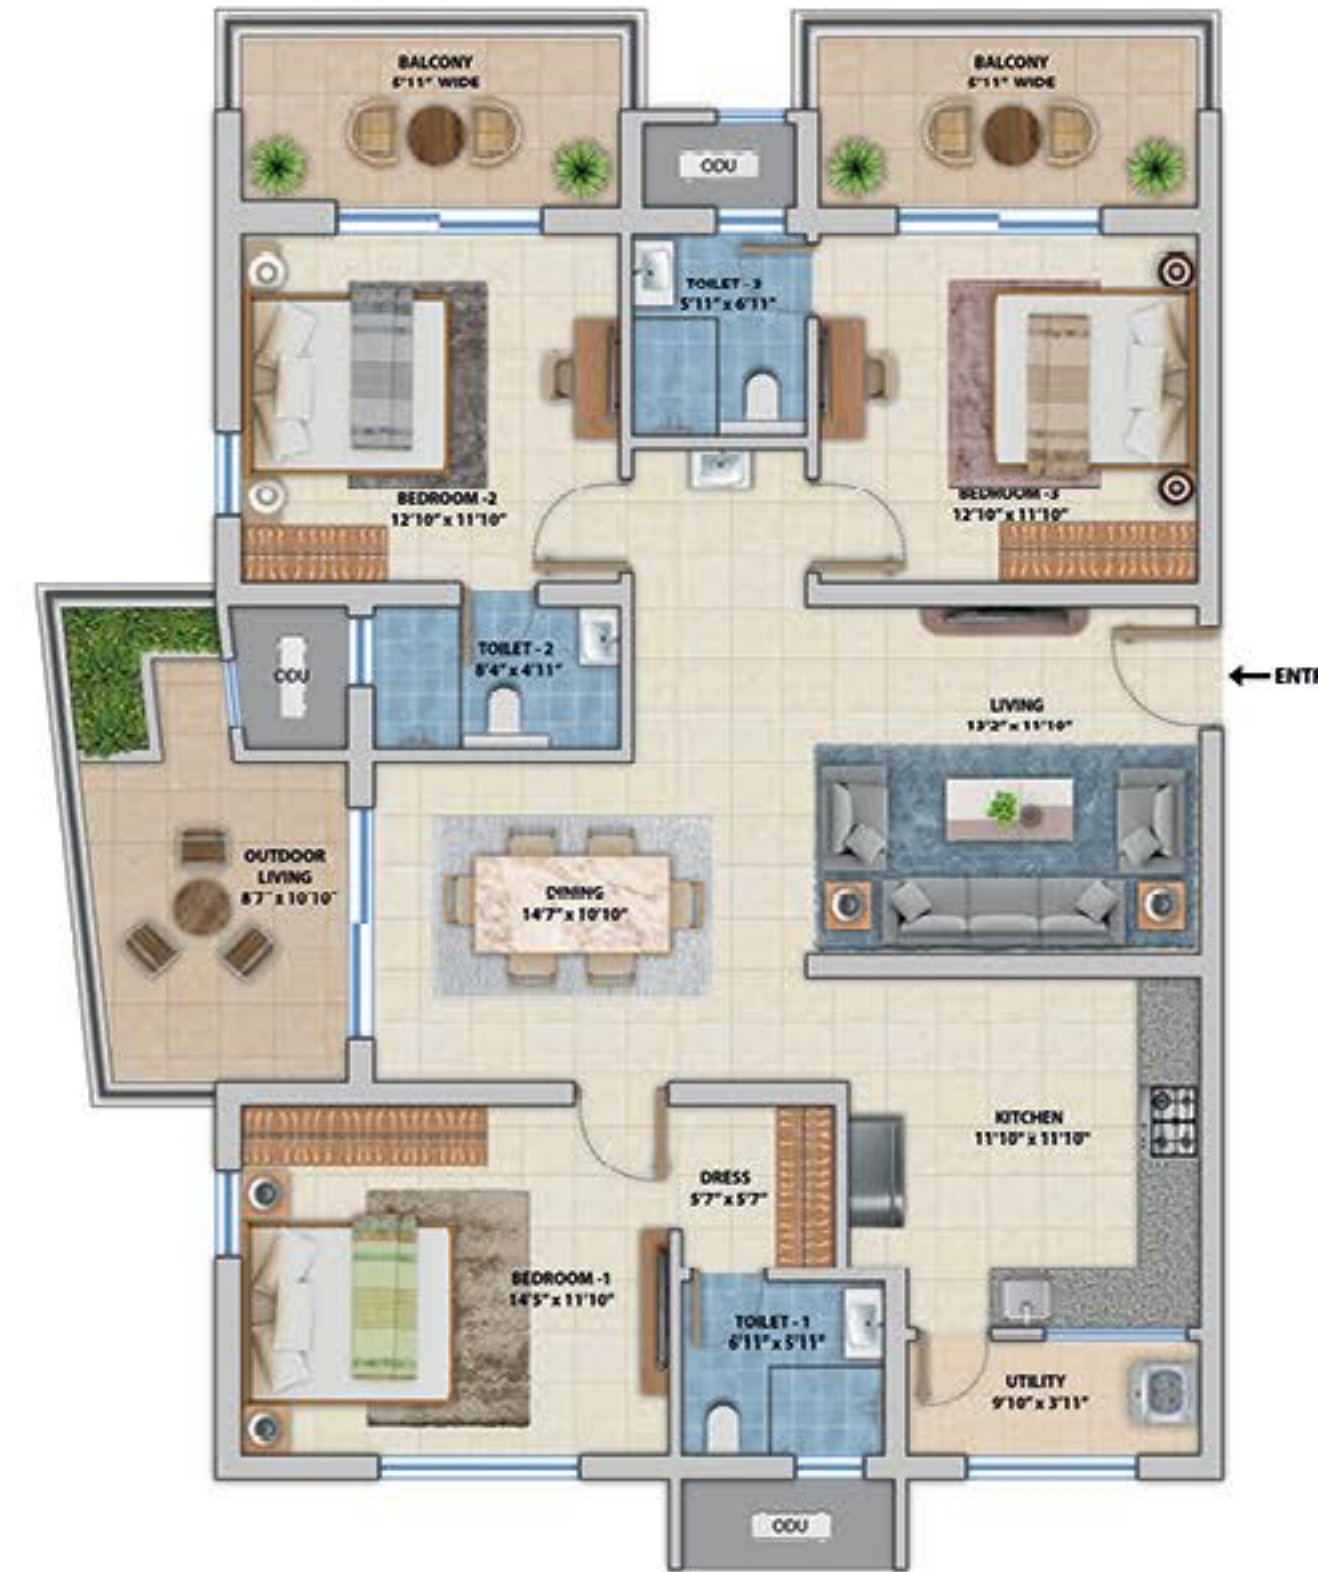 BALCONY
5'11" WIDE
BALCONY
5'11" WIDE
ODU
TOILET - 3
5'11" x 6'11"
BEDROOM -2
12'10" x 11'10"
BEDROOM -3
12'10" x 11'10"
TOILET - 2
8'4" x 4'11"
ODU
← ENTR
LIVING
13'2" x 11'10"
OUTDOOR
LIVING
8'7" x 10'10"
DINING
14'7" x 10'10"
KITCHEN
11'10" x 11'10"
DRESS
5'7" x 5'7"
BEDROOM -1
14'5" x 11'10"
TOILET - 1
6'11" x 5'11"
UTILITY
9'10" x 3'11"
ODU